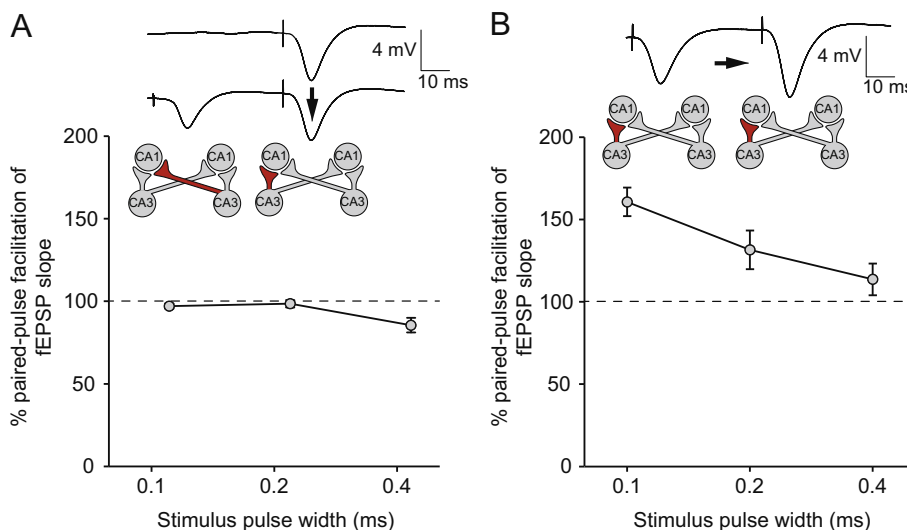 A
4 mV
10 ms
% paired-pulse facilitation of
fEPSP slope
200
150
100
50
0
CA1 CA1 CA1 CA1
CA3 CA3 CA3 CA3
0.1 0.2 0.4
Stimulus pulse width (ms)
B
4 mV
10 ms
% paired-pulse facilitation of
fEPSP slope
200
150
100
50
0
CA1 CA1 CA1 CA1
CA3 CA3 CA3 CA3
0.1 0.2 0.4
Stimulus pulse width (ms)